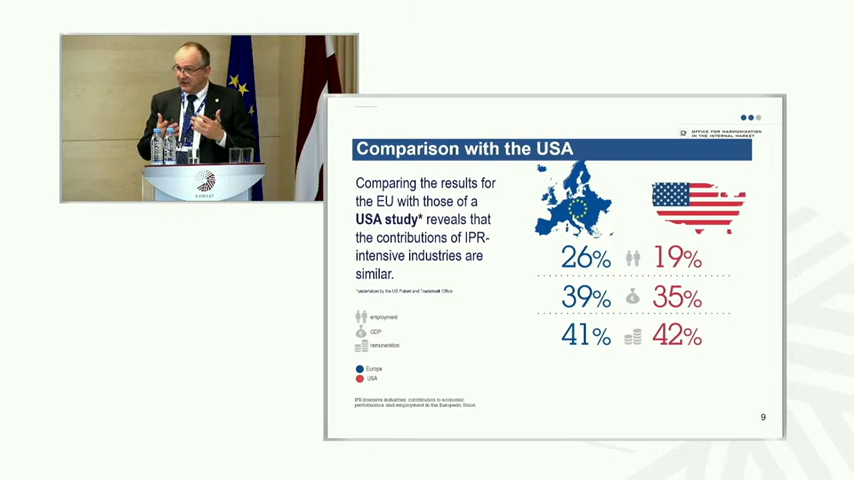 OFFICE FOR HARMONIZATION
IN THE INTERNAL MARKET
Comparison with the USA
Comparing the results for
the EU with those of a
USA study* reveals that
the contributions of IPR-
intensive industries are
similar.
*undertaken by the US Patent and Trademark Office
26% 19%
39% 35%
41% 42%
employment
GDP
remuneration
Europe
USA
IPR-intensive industries: contribution to economic
performance and employment in the European Union
9